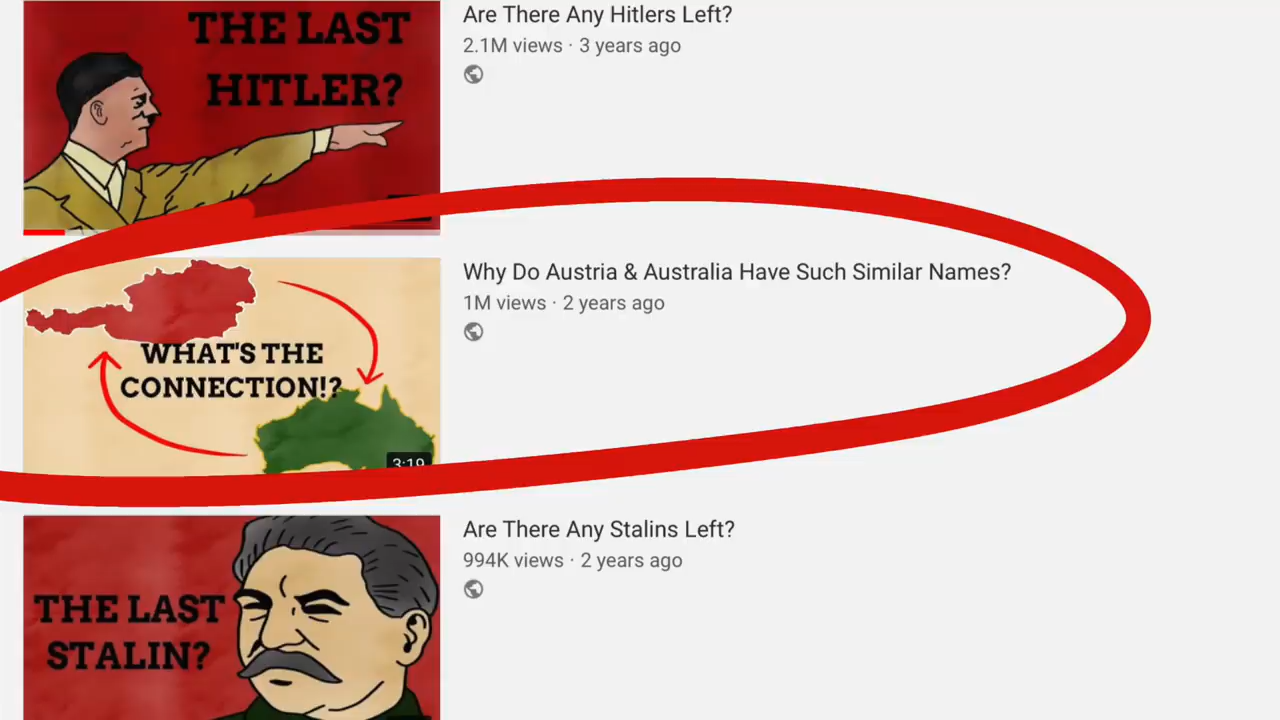 THE LAST
HITLER?
Are There Any Hitlers Left?
2.1M views · 3 years ago
WHAT'S THE
CONNECTION!?
3:19
Why Do Austria & Australia Have Such Similar Names?
1M views · 2 years ago
THE LAST
STALIN?
Are There Any Stalins Left?
994K views · 2 years ago